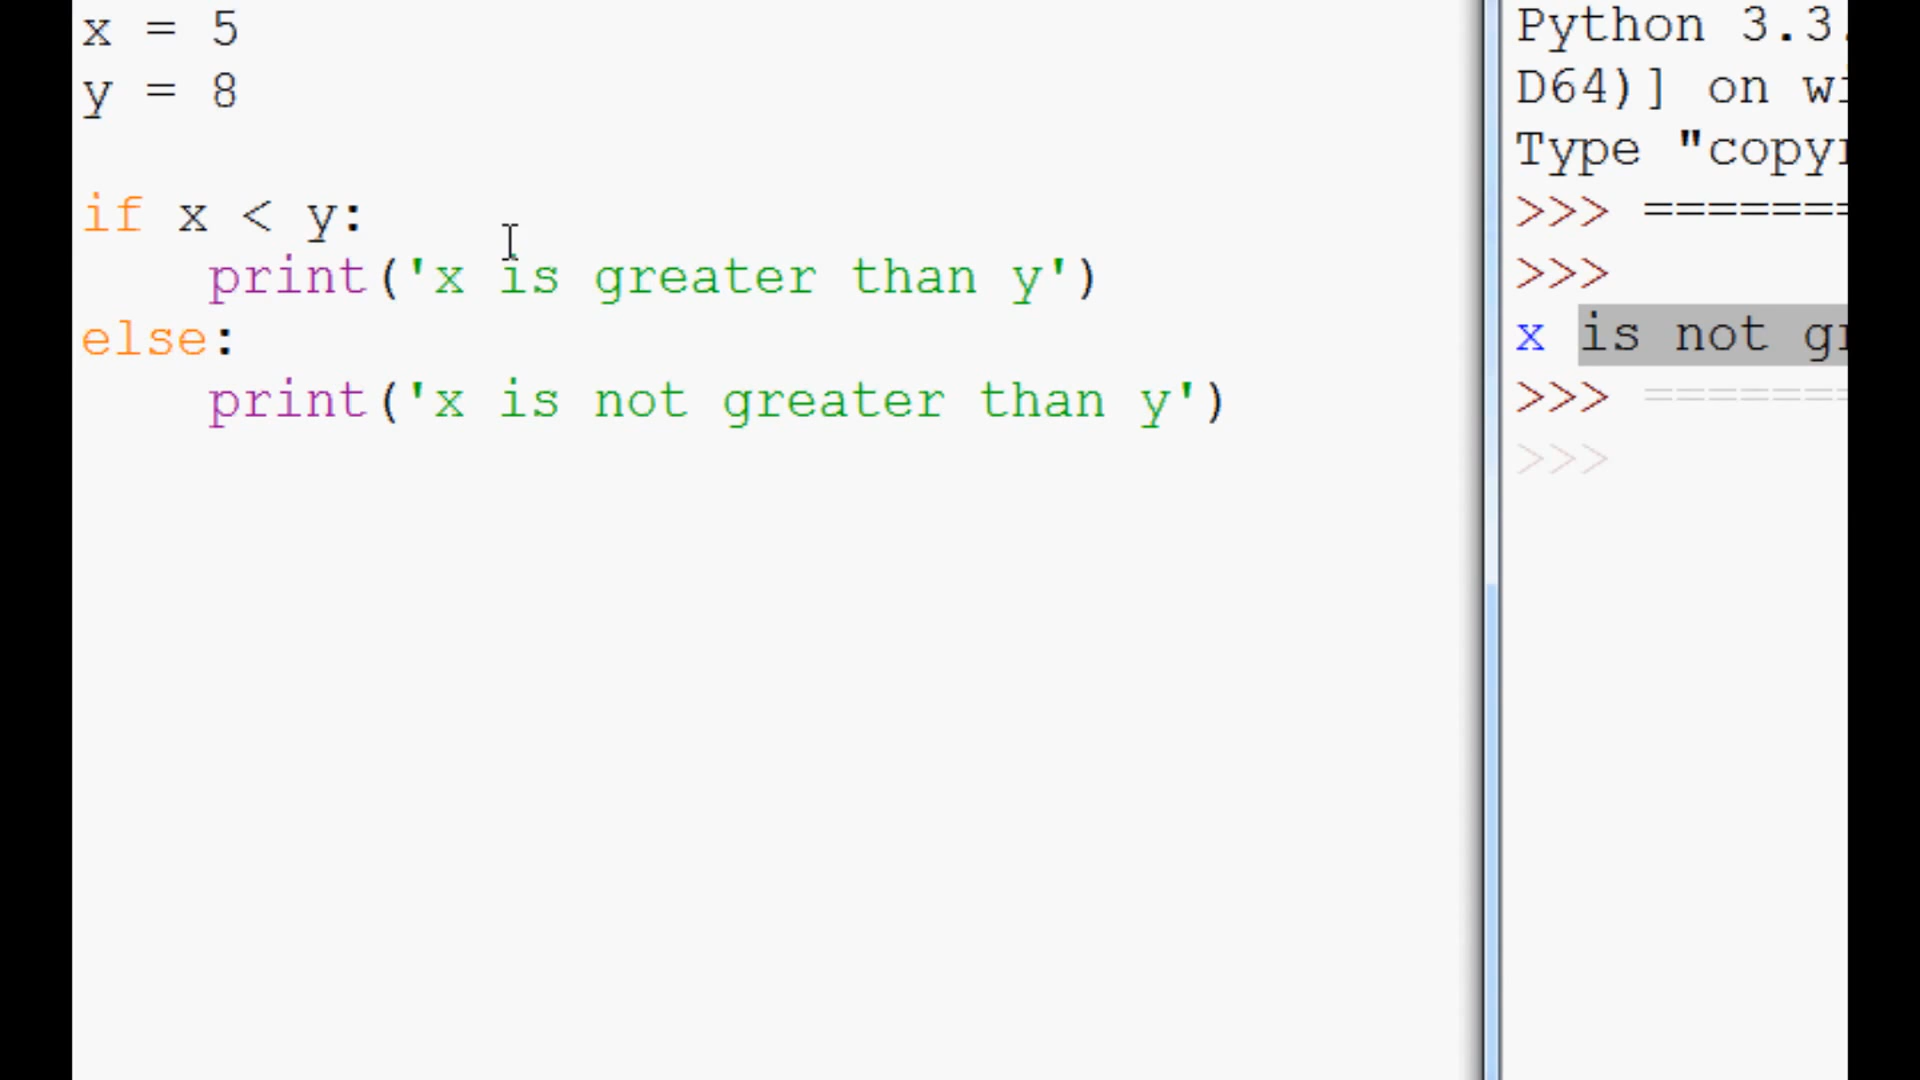 x = 5
y = 8
if x < y:
print('x is greater than y')
else:
print('x is not greater than y')
Python 3.3.
D64)] on
Type "copy
>>> =======
>>>
x is not
>>> =======
>>>